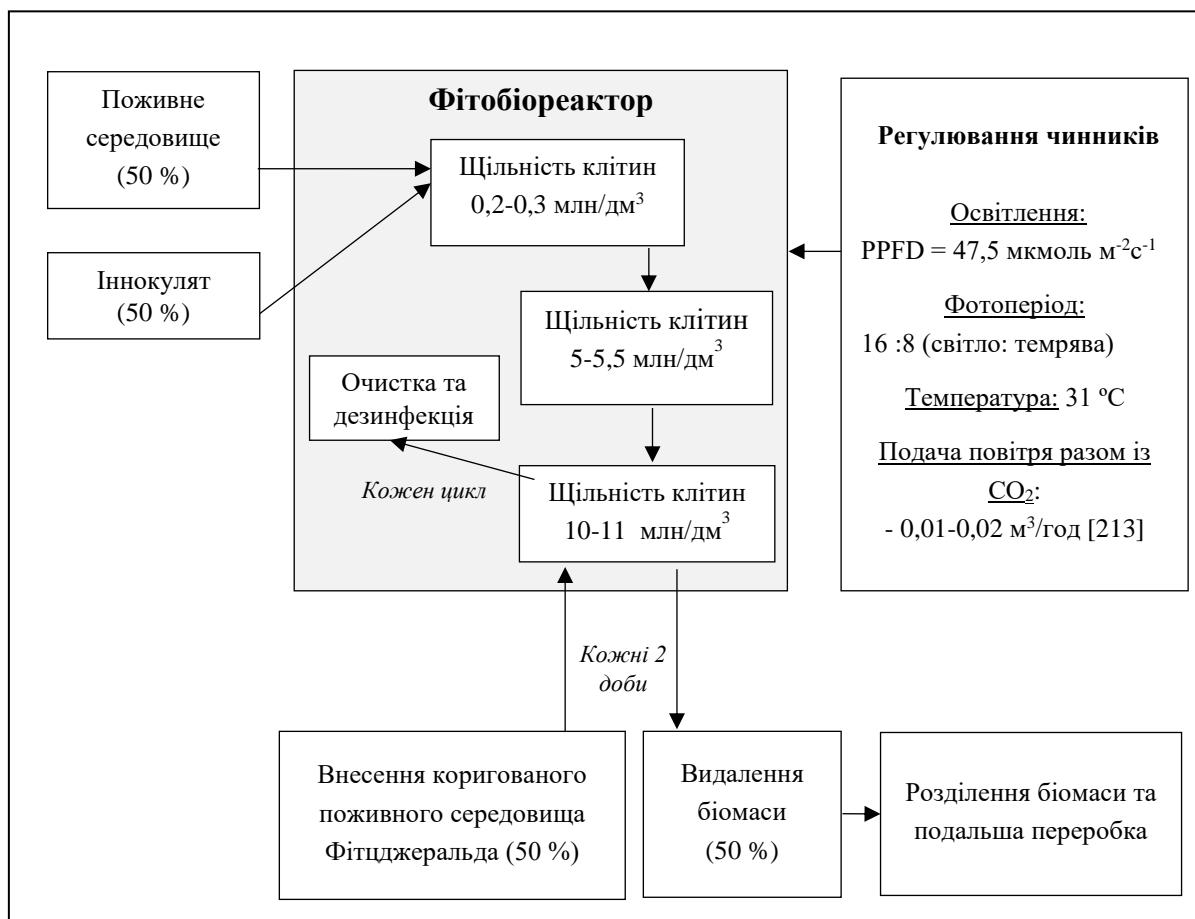 Поживне
середовище
(50 %)
Іннокулят
(50 %)
Фітобіореактор
Щільність клітин
0,2-0,3 млн/дм³
Щільність клітин
5-5,5 млн/дм³
Очистка та
дезинфекція
Кожен цикл
Щільність клітин
10-11 млн/дм³
Регулювання чинників
Освітлення:
PPFD = 47,5 мкмоль м⁻²с⁻¹
Фотоперіод:
16 :8 (світло: темрява)
Температура: 31 ºС
Подача повітря разом із
СО₂:
- 0,01-0,02 м³/год [213]
Кожні 2
доби
Внесення коригованого
поживного середовища
Фітцджеральда (50 %)
Видалення
біомаси
(50 %)
Розділення біомаси та
подальша переробка